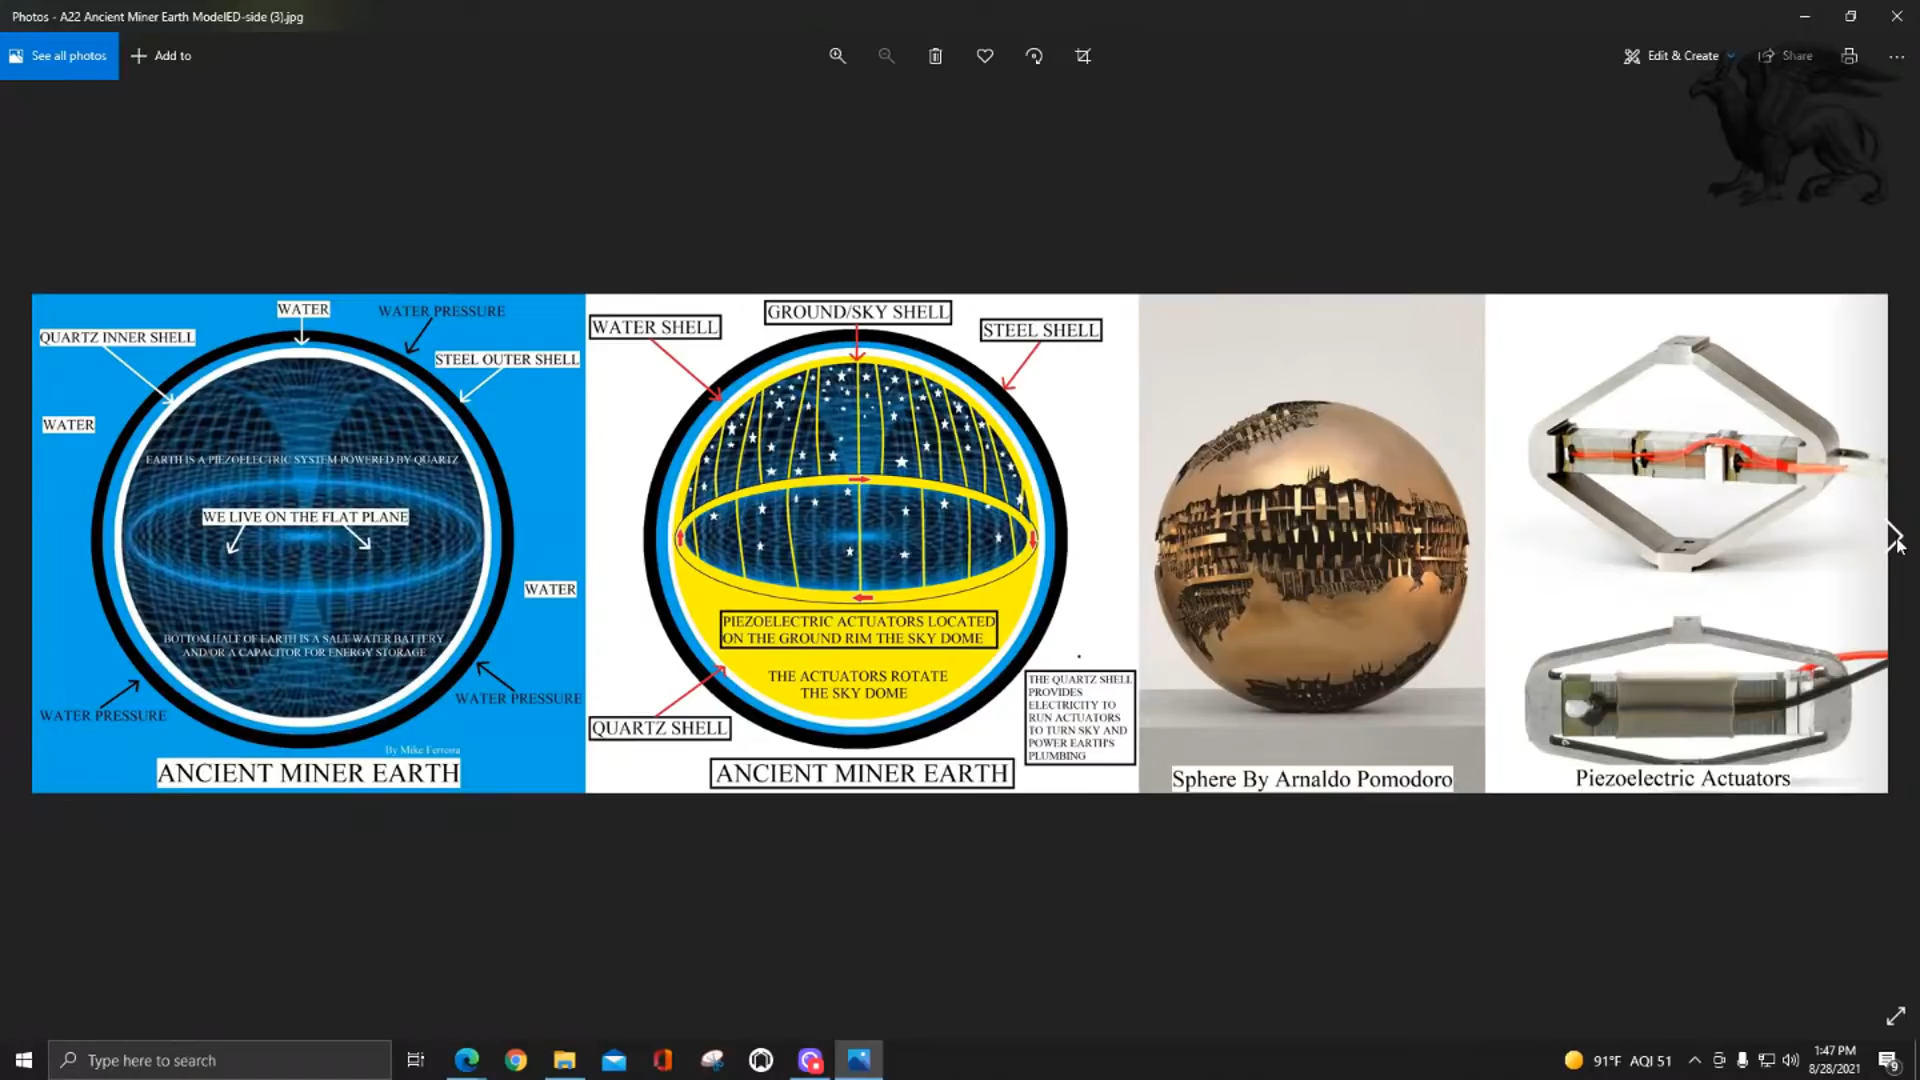 Photos - A22 Ancient Miner Earth ModelED-side (3).jpg
See all photos
Add to
Edit & Create
Share
WATER
WATER PRESSURE
QUARTZ INNER SHELL
STEEL OUTER SHELL
WATER
EARTH IS A PIEZOELECTRIC SYSTEM POWERED BY QUARTZ
WE LIVE ON THE FLAT PLANE
WATER
BOTTOM HALF OF EARTH IS A SALT WATER BATTERY
AND/OR A CAPACITOR FOR ENERGY STORAGE
WATER PRESSURE
WATER PRESSURE
By Mike Ferreira
ANCIENT MINER EARTH
GROUND/SKY SHELL
WATER SHELL
STEEL SHELL
PIEZOELECTRIC ACTUATORS LOCATED
ON THE GROUND RIM THE SKY DOME
THE ACTUATORS ROTATE
THE SKY DOME
QUARTZ SHELL
THE QUARTZ SHELL
PROVIDES
ELECTRICITY TO
RUN ACTUATORS
TO TURN SKY AND
POWER EARTH'S
PLUMBING
ANCIENT MINER EARTH
Sphere By Arnaldo Pomodoro
Piezoelectric Actuators
Type here to search
91°F AQI 51
1:47 PM
8/28/2021
9